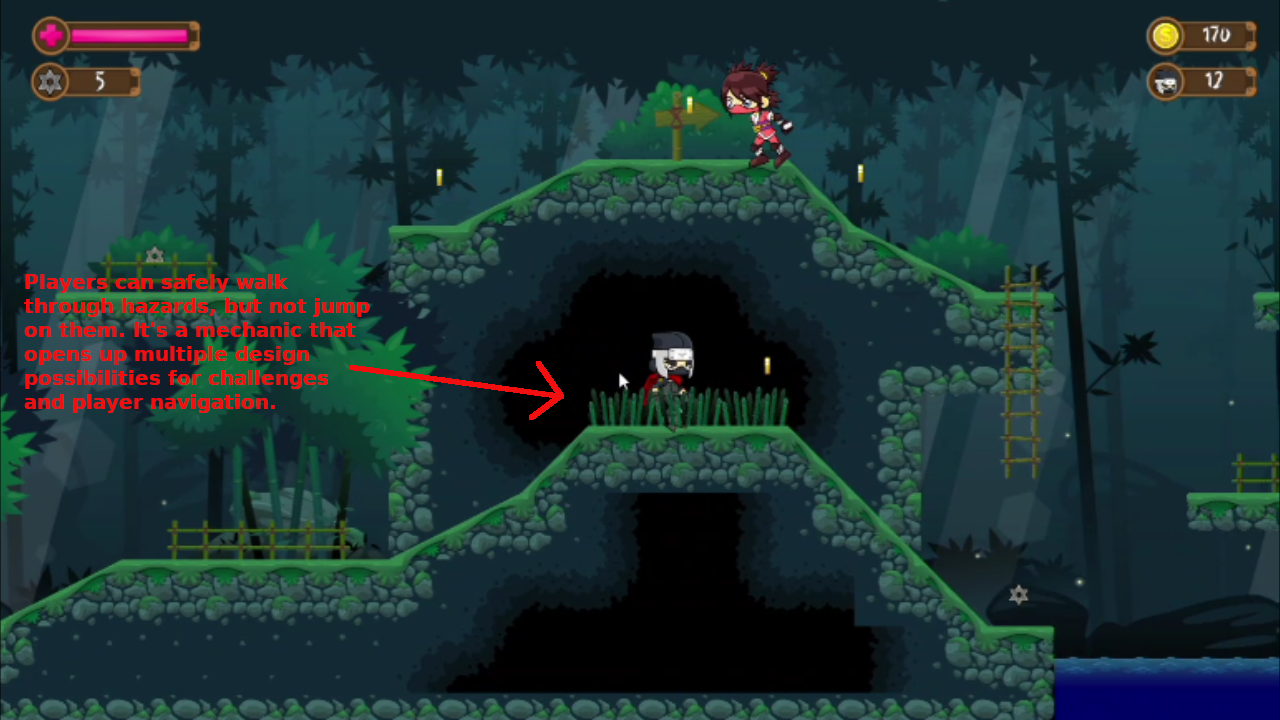 170
5
12
Players can safely walk
through hazards, but not jump
on them. It's a mechanic that
opens up multiple design
possibilities for challenges
and player navigation.